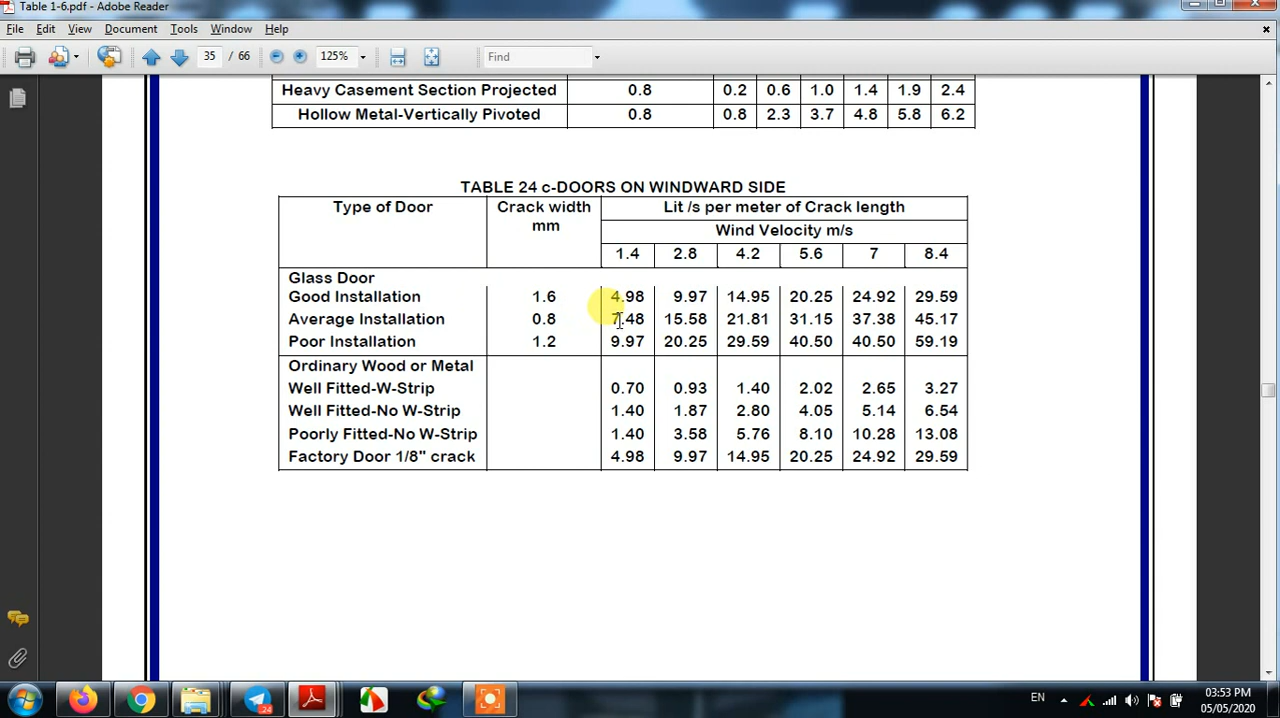 Table 1-6.pdf - Adobe Reader
File Edit View Document Tools Window Help
35 / 66 125% Find
Heavy Casement Section Projected 0.8 0.2 0.6 1.0 1.4 1.9 2.4
Hollow Metal-Vertically Pivoted 0.8 0.8 2.3 3.7 4.8 5.8 6.2
TABLE 24 c-DOORS ON WINDWARD SIDE
Type of Door Crack width Lit /s per meter of Crack length
mm Wind Velocity m/s
1.4 2.8 4.2 5.6 7 8.4
Glass Door
Good Installation 1.6 4.98 9.97 14.95 20.25 24.92 29.59
Average Installation 0.8 7.48 15.58 21.81 31.15 37.38 45.17
Poor Installation 1.2 9.97 20.25 29.59 40.50 40.50 59.19
Ordinary Wood or Metal
Well Fitted-W-Strip 0.70 0.93 1.40 2.02 2.65 3.27
Well Fitted-No W-Strip 1.40 1.87 2.80 4.05 5.14 6.54
Poorly Fitted-No W-Strip 1.40 3.58 5.76 8.10 10.28 13.08
Factory Door 1/8" crack 4.98 9.97 14.95 20.25 24.92 29.59
EN 03:53 PM
05/05/2020